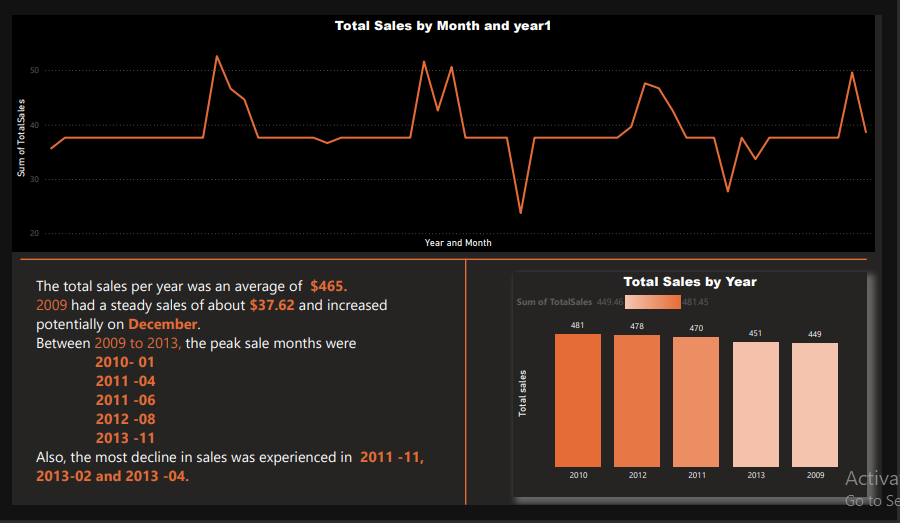 Total Sales by Month and year1
50
40
30
20
Sum of TotalSales
Year and Month
The total sales per year was an average of $465.
2009 had a steady sales of about $37.62 and increased
potentially on December.
Between 2009 to 2013, the peak sale months were
2010- 01
2011 -04
2011 -06
2012 -08
2013 -11
Also, the most decline in sales was experienced in 2011 -11,
2013-02 and 2013 -04.
Total Sales by Year
Sum of TotalSales 449.46 481.45
Total sales
481 478 470 451 449
2010 2012 2011 2013 2009
Activa
Go to Se